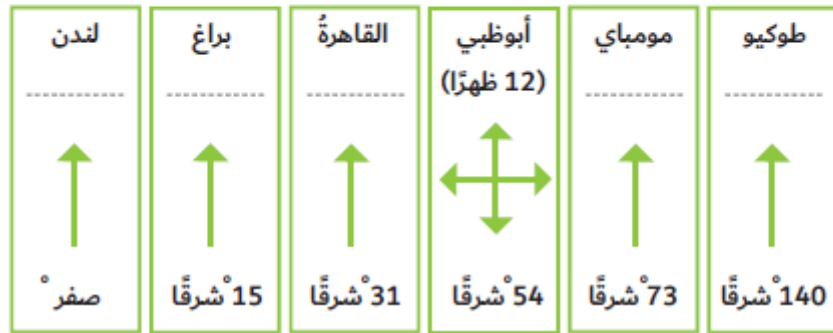 طوكيو
140 ْشرقًا
مومباي
73 ْشرقًا
أبوظبي
(12 ظهرًا)
54 ْشرقًا
القاهرةُ
31 ْشرقًا
براغ
15 ْشرقًا
لندن
صفر ْ